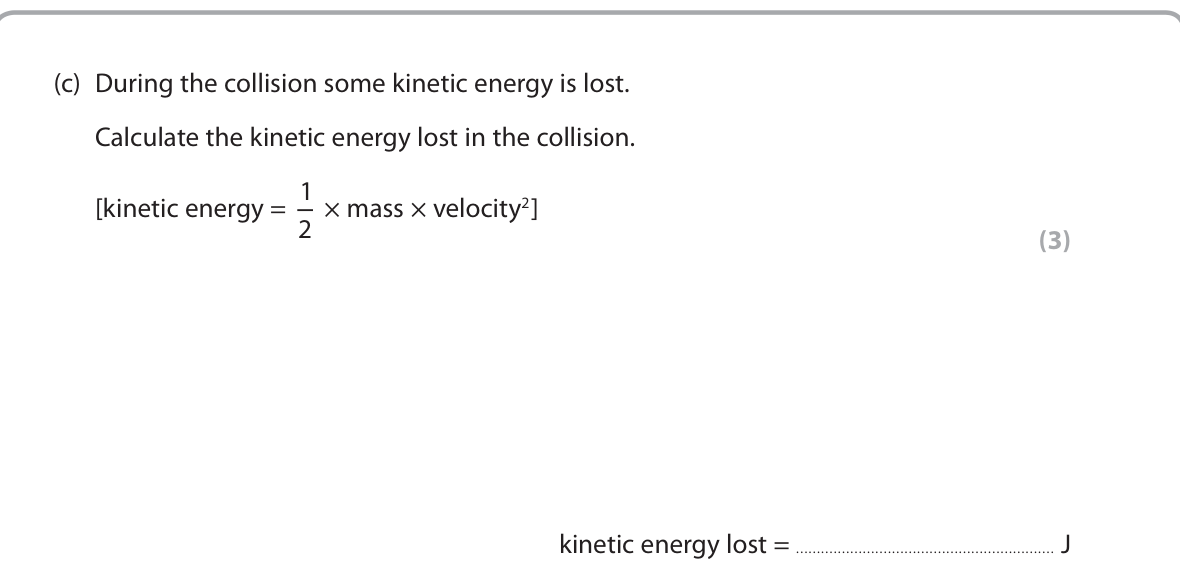 (c) During the collision some kinetic energy is lost.
Calculate the kinetic energy lost in the collision.
[kinetic energy = 1/2 × mass × velocity²]
(3)
kinetic energy lost = ............................................................ J